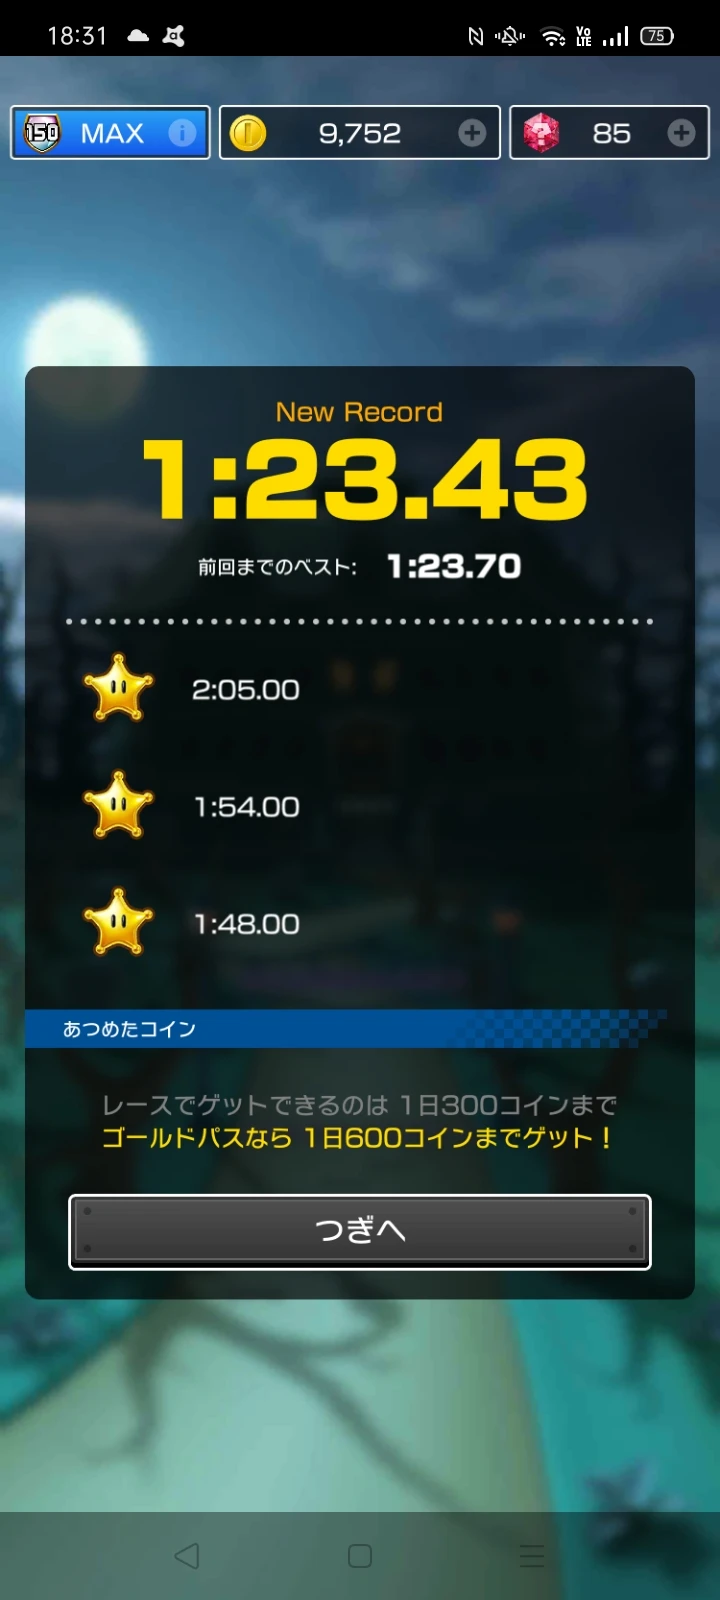 18:31
Vo LTE
75
150 MAX i
9,752
85
New Record
1:23.43
前回までのベスト: 1:23.70
2:05.00
1:54.00
1:48.00
あつめたコイン
レースでゲットできるのは 1日300コインまで
ゴールドパスなら 1日600コインまでゲット！
つぎへ